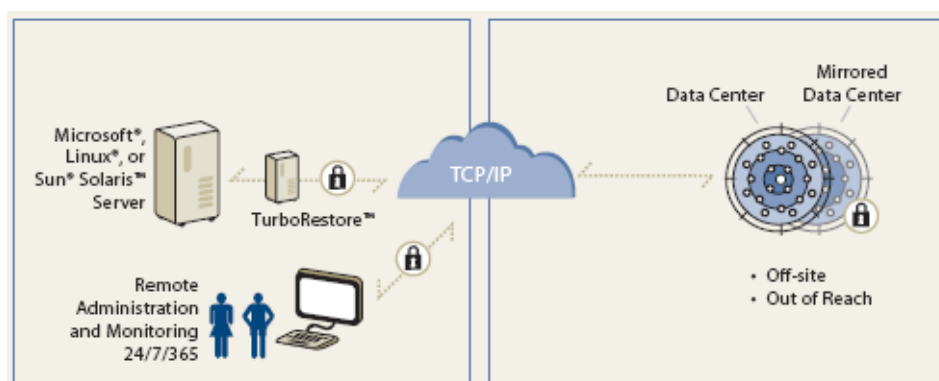 Microsoft®,
Linux®, or
Sun® Solaris™
Server
TurboRestore™
TCP/IP
Data Center
Mirrored
Data Center
Remote
Administration
and Monitoring
24/7/365
• Off-site
• Out of Reach